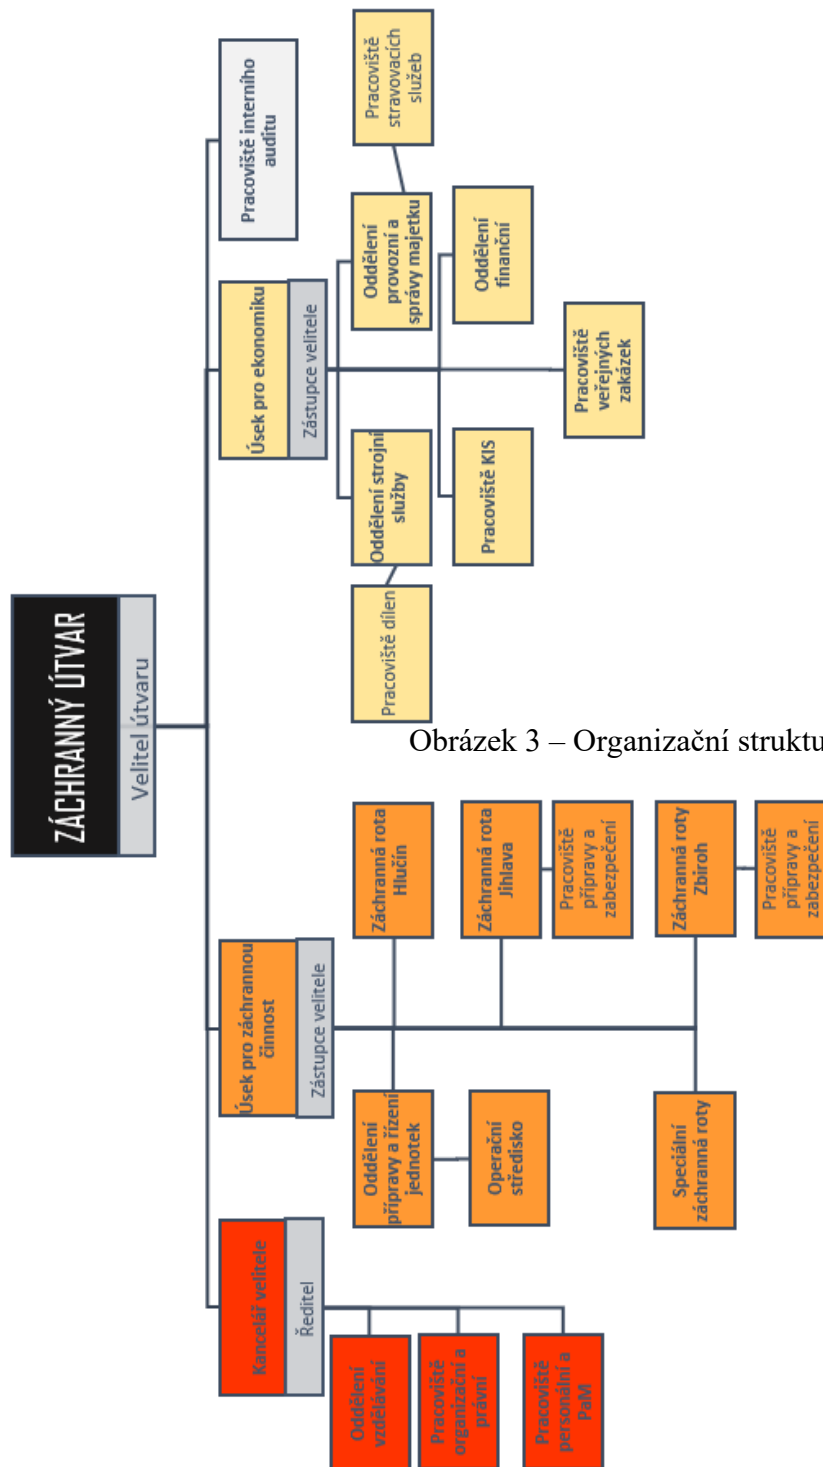 ZÁCHRANNÝ ÚTVAR
Velitel útvaru
Kancelář velitele
Ředitel
Oddělení
vzdělávání
Pracoviště
organizační a
právní
Pracoviště
personální a
PaM
Úsek pro záchrannou
činnost
Zástupce velitele
Oddělení
přípravy a řízení
jednotek
Operační
středisko
Speciální
záchranná roty
Záchranná rota
Hlučín
Záchranná rota
Jihlava
Pracoviště
přípravy a
zabezpečení
Záchranná roty
Zbiroh
Pracoviště
přípravy a
zabezpečení
Úsek pro ekonomiku
Zástupce velitele
Pracoviště dílen
Oddělení strojní
služby
Pracoviště KIS
Pracoviště
veřejných
zakázek
Oddělení
provozní a
správy majetku
Oddělení
finanční
Pracoviště
stravovacích
služeb
Pracoviště interního
auditu
Obrázek 3 – Organizační struktu